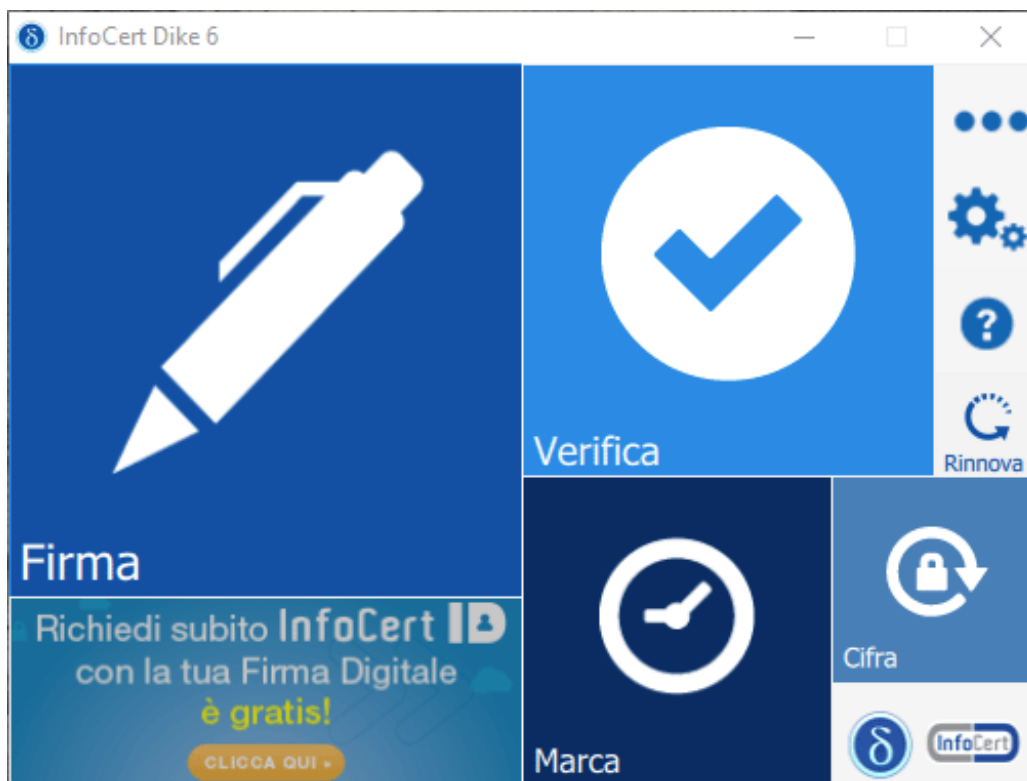 InfoCert Dike 6
Firma
Verifica
Rinnova
Marca
Cifra
Richiedi subito InfoCert ID
con la tua Firma Digitale
è gratis!
CLICCA QUI »
δ
InfoCert